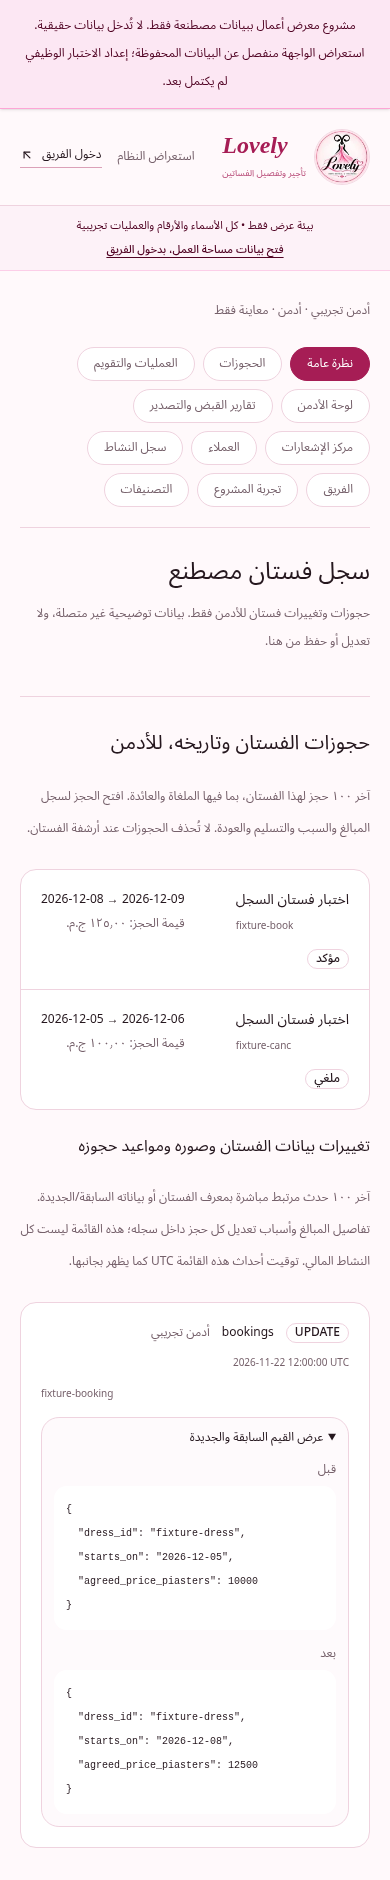 مشروع معرض أعمال ببيانات مصطنعة فقط. لا تُدخل بيانات حقيقية.
استعراض الواجهة منفصل عن البيانات المحفوظة؛ إعداد الاختبار الوظيفي
لم يكتمل بعد.
Lovely
Lovely
تأجير وتفصيل الفساتين
استعراض النظام
دخول الفريق ↖
بيئة عرض فقط • كل الأسماء والأرقام والعمليات تجريبية
فتح بيانات مساحة العمل، بدخول الفريق
أدمن تجريبي · أدمن · معاينة فقط
نظرة عامة
الحجوزات
العمليات والتقويم
لوحة الأدمن
تقارير القبض والتصدير
مركز الإشعارات
العملاء
سجل النشاط
الفريق
تجربة المشروع
التصنيفات
سجل فستان مصطنع
حجوزات وتغييرات فستان للأدمن فقط. بيانات توضيحية غير متصلة، ولا
تعديل أو حفظ من هنا.
حجوزات الفستان وتاريخه، للأدمن
آخر ١٠٠ حجز لهذا الفستان، بما فيها الملغاة والعائدة. افتح الحجز لسجل
المبالغ والسبب والتسليم والعودة. لا تُحذف الحجوزات عند أرشفة الفستان.
اختبار فستان السجل
2026-12-08 → 2026-12-09
fixture-book
قيمة الحجز: ١٢٥٫٠٠ ج.م.
مؤكد
اختبار فستان السجل
2026-12-05 → 2026-12-06
fixture-canc
قيمة الحجز: ١٠٠٫٠٠ ج.م.
ملغي
تغييرات بيانات الفستان وصوره ومواعيد حجوزه
آخر ١٠٠ حدث مرتبط مباشرة بمعرف الفستان أو بياناته السابقة/الجديدة.
تفاصيل المبالغ وأسباب تعديل كل حجز داخل سجله؛ هذه القائمة ليست كل
النشاط المالي. توقيت أحداث هذه القائمة UTC كما يظهر بجانبها.
UPDATE bookings أدمن تجريبي
2026-11-22 12:00:00 UTC
fixture-booking
▼ عرض القيم السابقة والجديدة
قبل
{
"dress_id": "fixture-dress",
"starts_on": "2026-12-05",
"agreed_price_piasters": 10000
}
بعد
{
"dress_id": "fixture-dress",
"starts_on": "2026-12-08",
"agreed_price_piasters": 12500
}